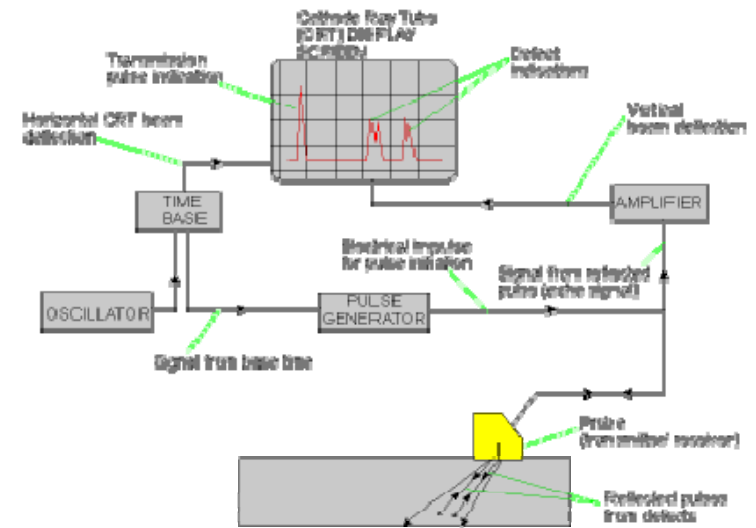 Cathode Ray Tube
(CRT) DISPLAY
SCREEN
Transmission
pulse indication
Defect
indications
Horizontal CRT beam
deflection
Vertical
beam deflection
TIME
BASE
AMPLIFIER
Electrical impulse
for pulse initiation
Signal from reflected
pulse (echo signal)
OSCILLATOR
PULSE
GENERATOR
Signal from base time
Probe
(transmitter/ receiver)
Reflected pulses
from defects